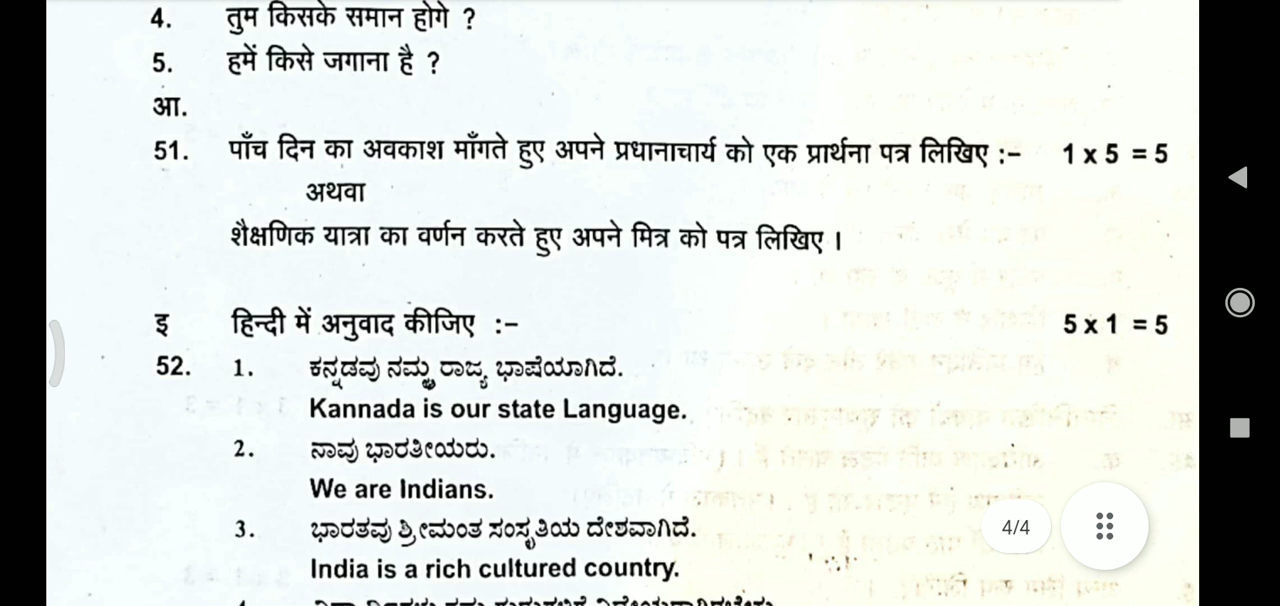 4. तुम किसके समान होगे ?
5. हमें किसे जगाना है ?
आ.
51. पाँच दिन का अवकाश माँगते हुए अपने प्रधानाचार्य को एक प्रार्थना पत्र लिखिए :– 1 x 5 = 5
अथवा
शैक्षणिक यात्रा का वर्णन करते हुए अपने मित्र को पत्र लिखिए ।
इ हिन्दी में अनुवाद कीजिए :– 5 x 1 = 5
52. 1. ಕನ್ನಡವು ನಮ್ಮ ರಾಜ್ಯ ಭಾಷೆಯಾಗಿದೆ.
Kannada is our state Language.
2. ನಾವು ಭಾರತೀಯರು.
We are Indians.
3. ಭಾರತವು ಶ್ರೀಮಂತ ಸಂಸ್ಕೃತಿಯ ದೇಶವಾಗಿದೆ.
4/4
India is a rich cultured country.